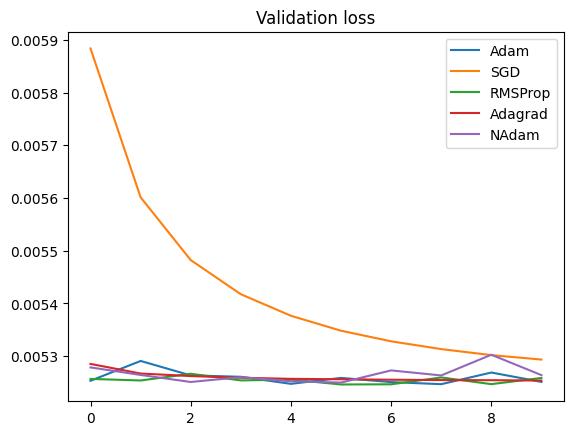 Validation loss
0.0059
0.0058
0.0057
0.0056
0.0055
0.0054
0.0053
0 2 4 6 8
Adam
SGD
RMSProp
Adagrad
NAdam